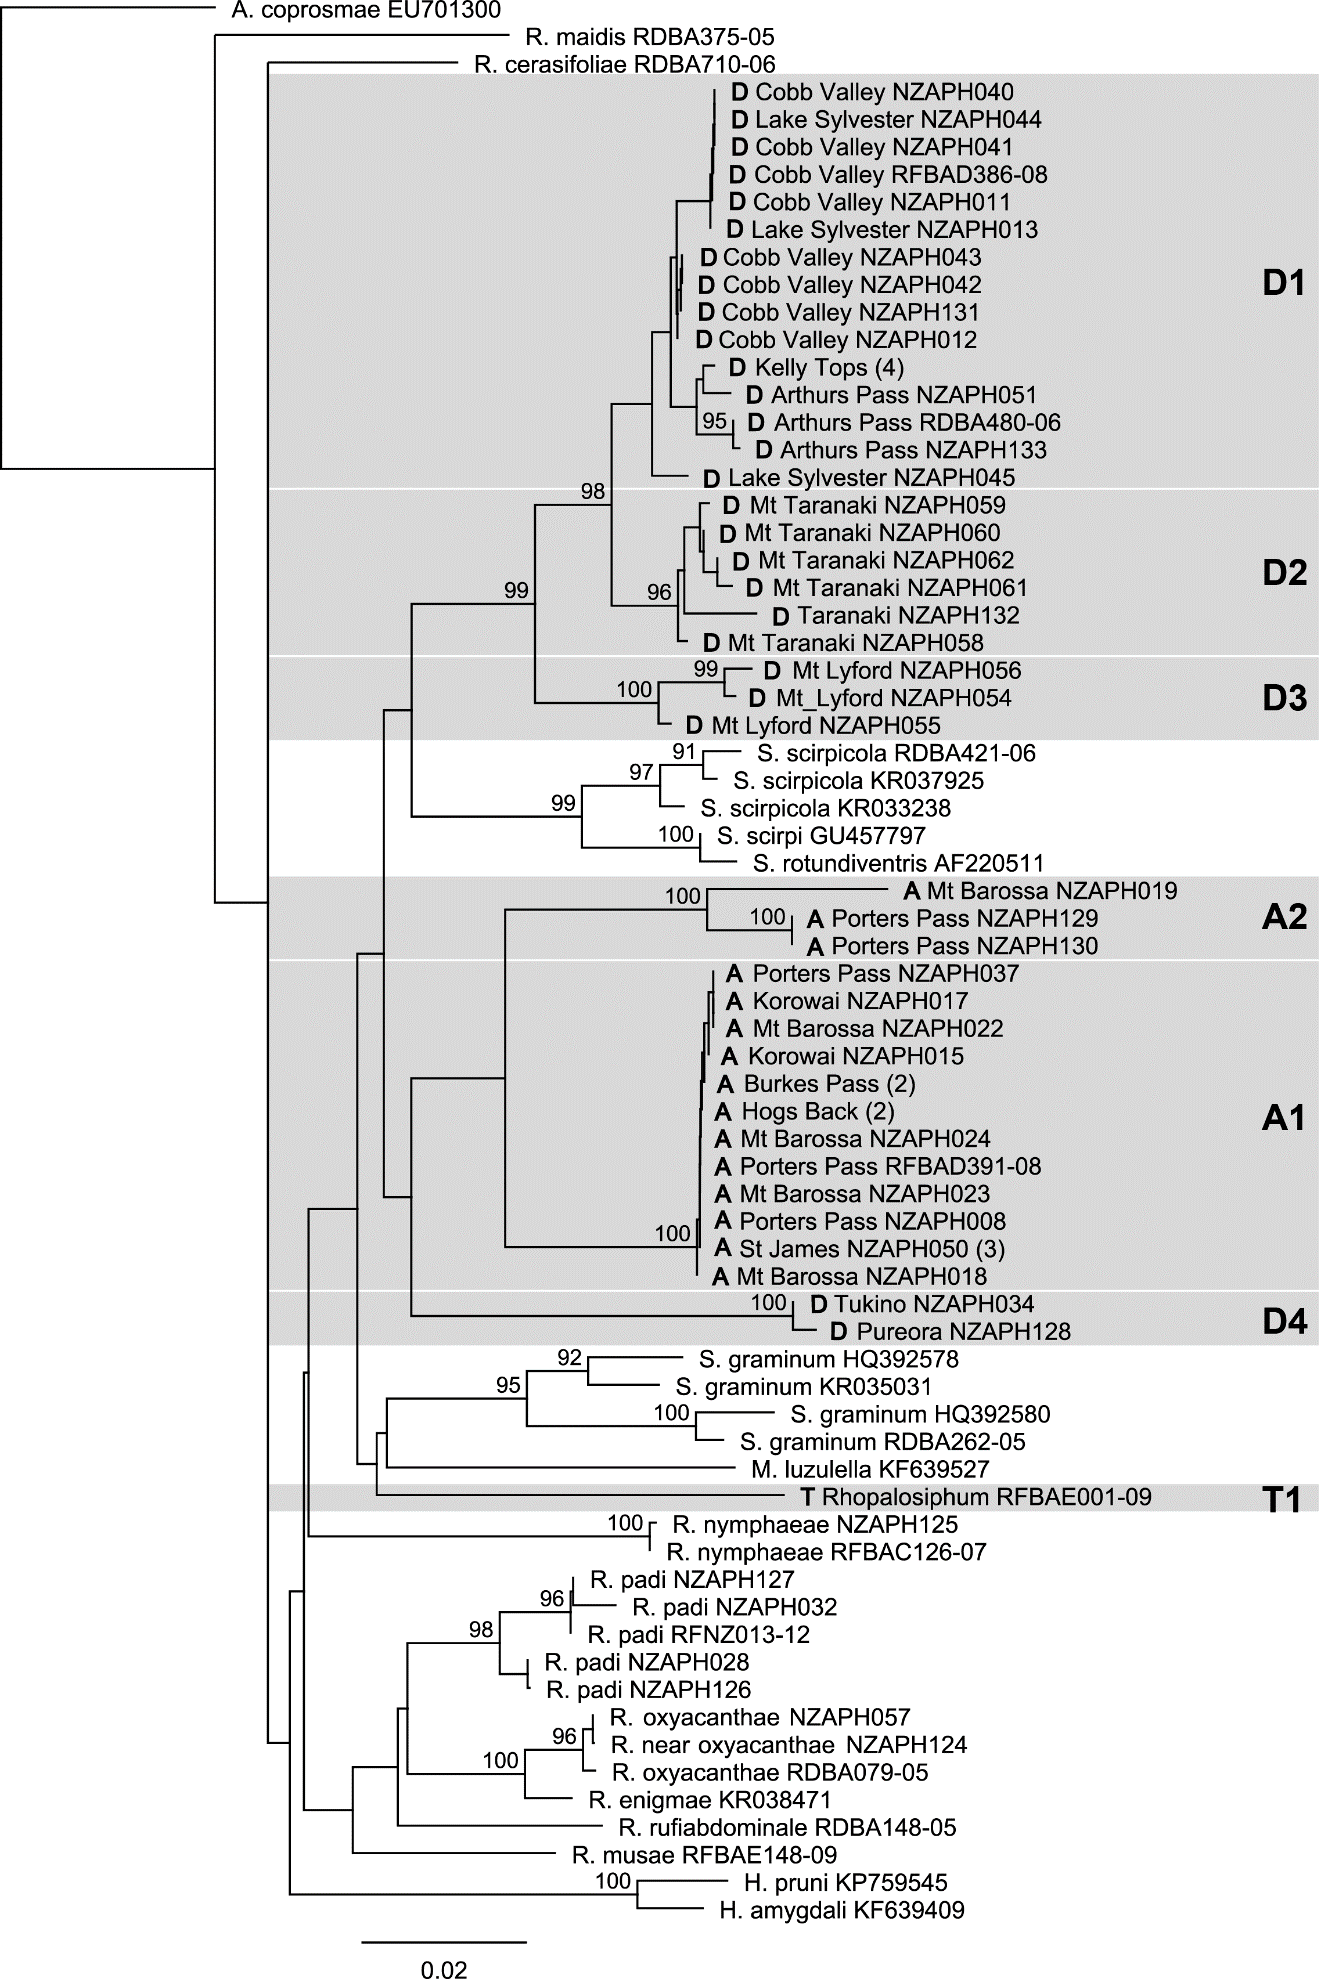 A. coprosmae EU701300
R. maidis RDBA375-05
R. cerasifoliae RDBA710-06
D Cobb Valley NZAPH040
D Lake Sylvester NZAPH044
D Cobb Valley NZAPH041
D Cobb Valley RFBAD386-08
D Cobb Valley NZAPH011
D Lake Sylvester NZAPH013
D Cobb Valley NZAPH043
D1
D Cobb Valley NZAPH042
D Cobb Valley NZAPH131
D Cobb Valley NZAPH012
D Kelly Tops (4)
D Arthurs Pass NZAPH051
95 D Arthurs Pass RDBA480-06
D Arthurs Pass NZAPH133
D Lake Sylvester NZAPH045
98
D Mt Taranaki NZAPH059
D Mt Taranaki NZAPH060
D Mt Taranaki NZAPH062
D2
99 96 D Mt Taranaki NZAPH061
D Taranaki NZAPH132
D Mt Taranaki NZAPH058
99 D Mt Lyford NZAPH056
100 D Mt_Lyford NZAPH054 D3
D Mt Lyford NZAPH055
91 S. scirpicola RDBA421-06
97 S. scirpicola KR037925
99 S. scirpicola KR033238
100 S. scirpi GU457797
S. rotundiventris AF220511
100 A Mt Barossa NZAPH019
100 A Porters Pass NZAPH129 A2
A Porters Pass NZAPH130
A Porters Pass NZAPH037
A Korowai NZAPH017
A Mt Barossa NZAPH022
A Korowai NZAPH015
A Burkes Pass (2)
A Hogs Back (2) A1
A Mt Barossa NZAPH024
A Porters Pass RFBAD391-08
A Mt Barossa NZAPH023
A Porters Pass NZAPH008
100 A St James NZAPH050 (3)
A Mt Barossa NZAPH018
100 D Tukino NZAPH034
D4
D Pureora NZAPH128
92 S. graminum HQ392578
95 S. graminum KR035031
100 S. graminum HQ392580
S. graminum RDBA262-05
M. luzulella KF639527
T Rhopalosiphum RFBAE001-09 T1
100 R. nymphaeae NZAPH125
R. nymphaeae RFBAC126-07
R. padi NZAPH127
96 R. padi NZAPH032
98 R. padi RFNZ013-12
R. padi NZAPH028
R. padi NZAPH126
R. oxyacanthae NZAPH057
96 R. near oxyacanthae NZAPH124
100 R. oxyacanthae RDBA079-05
R. enigmae KR038471
R. rufiabdominale RDBA148-05
R. musae RFBAE148-09
100 H. pruni KP759545
H. amygdali KF639409
0.02